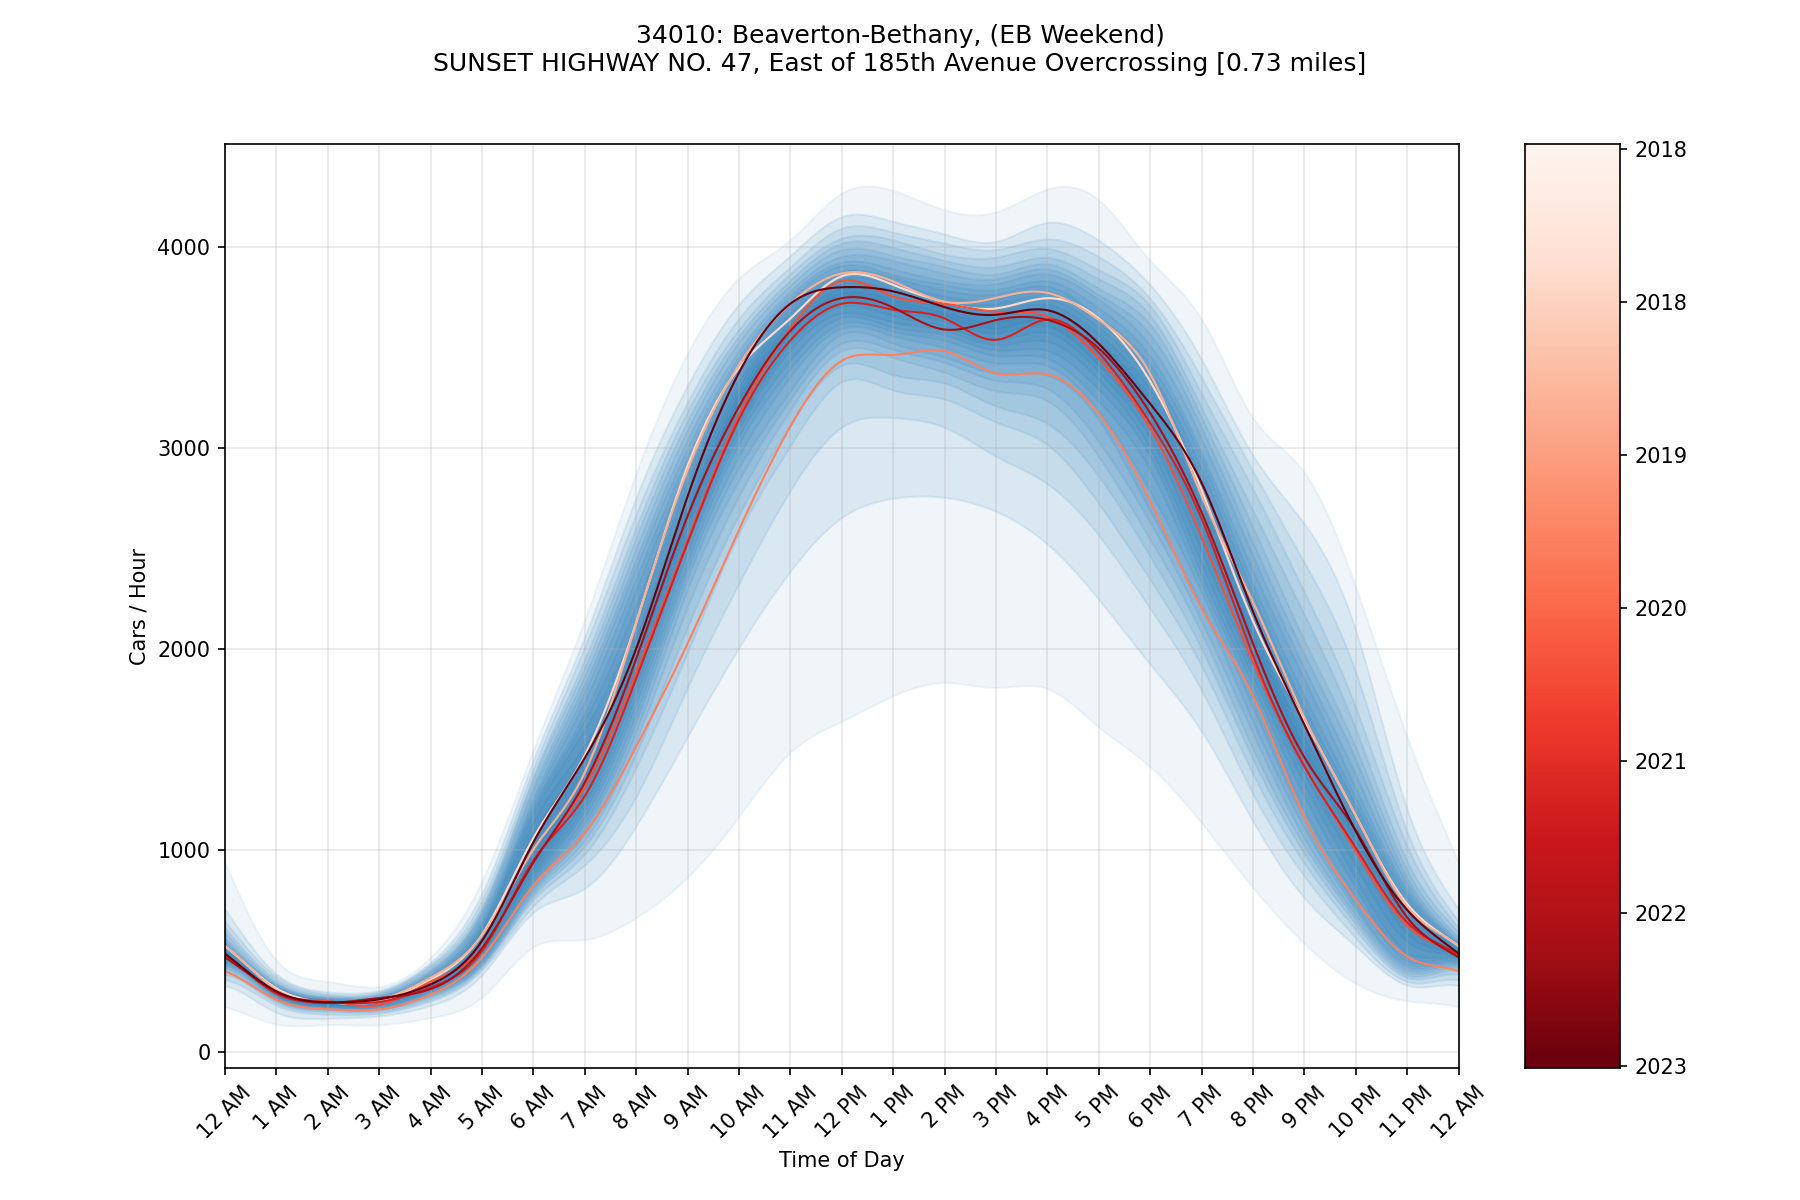 34010: Beaverton-Bethany, (EB Weekend)
SUNSET HIGHWAY NO. 47, East of 185th Avenue Overcrossing [0.73 miles]
Cars / Hour
4000
3000
2000
1000
0
12 AM
1 AM
2 AM
3 AM
4 AM
5 AM
6 AM
7 AM
8 AM
9 AM
10 AM
11 AM
12 PM
1 PM
2 PM
3 PM
4 PM
5 PM
6 PM
7 PM
8 PM
9 PM
10 PM
11 PM
12 AM
Time of Day
2018
2018
2019
2020
2021
2022
2023